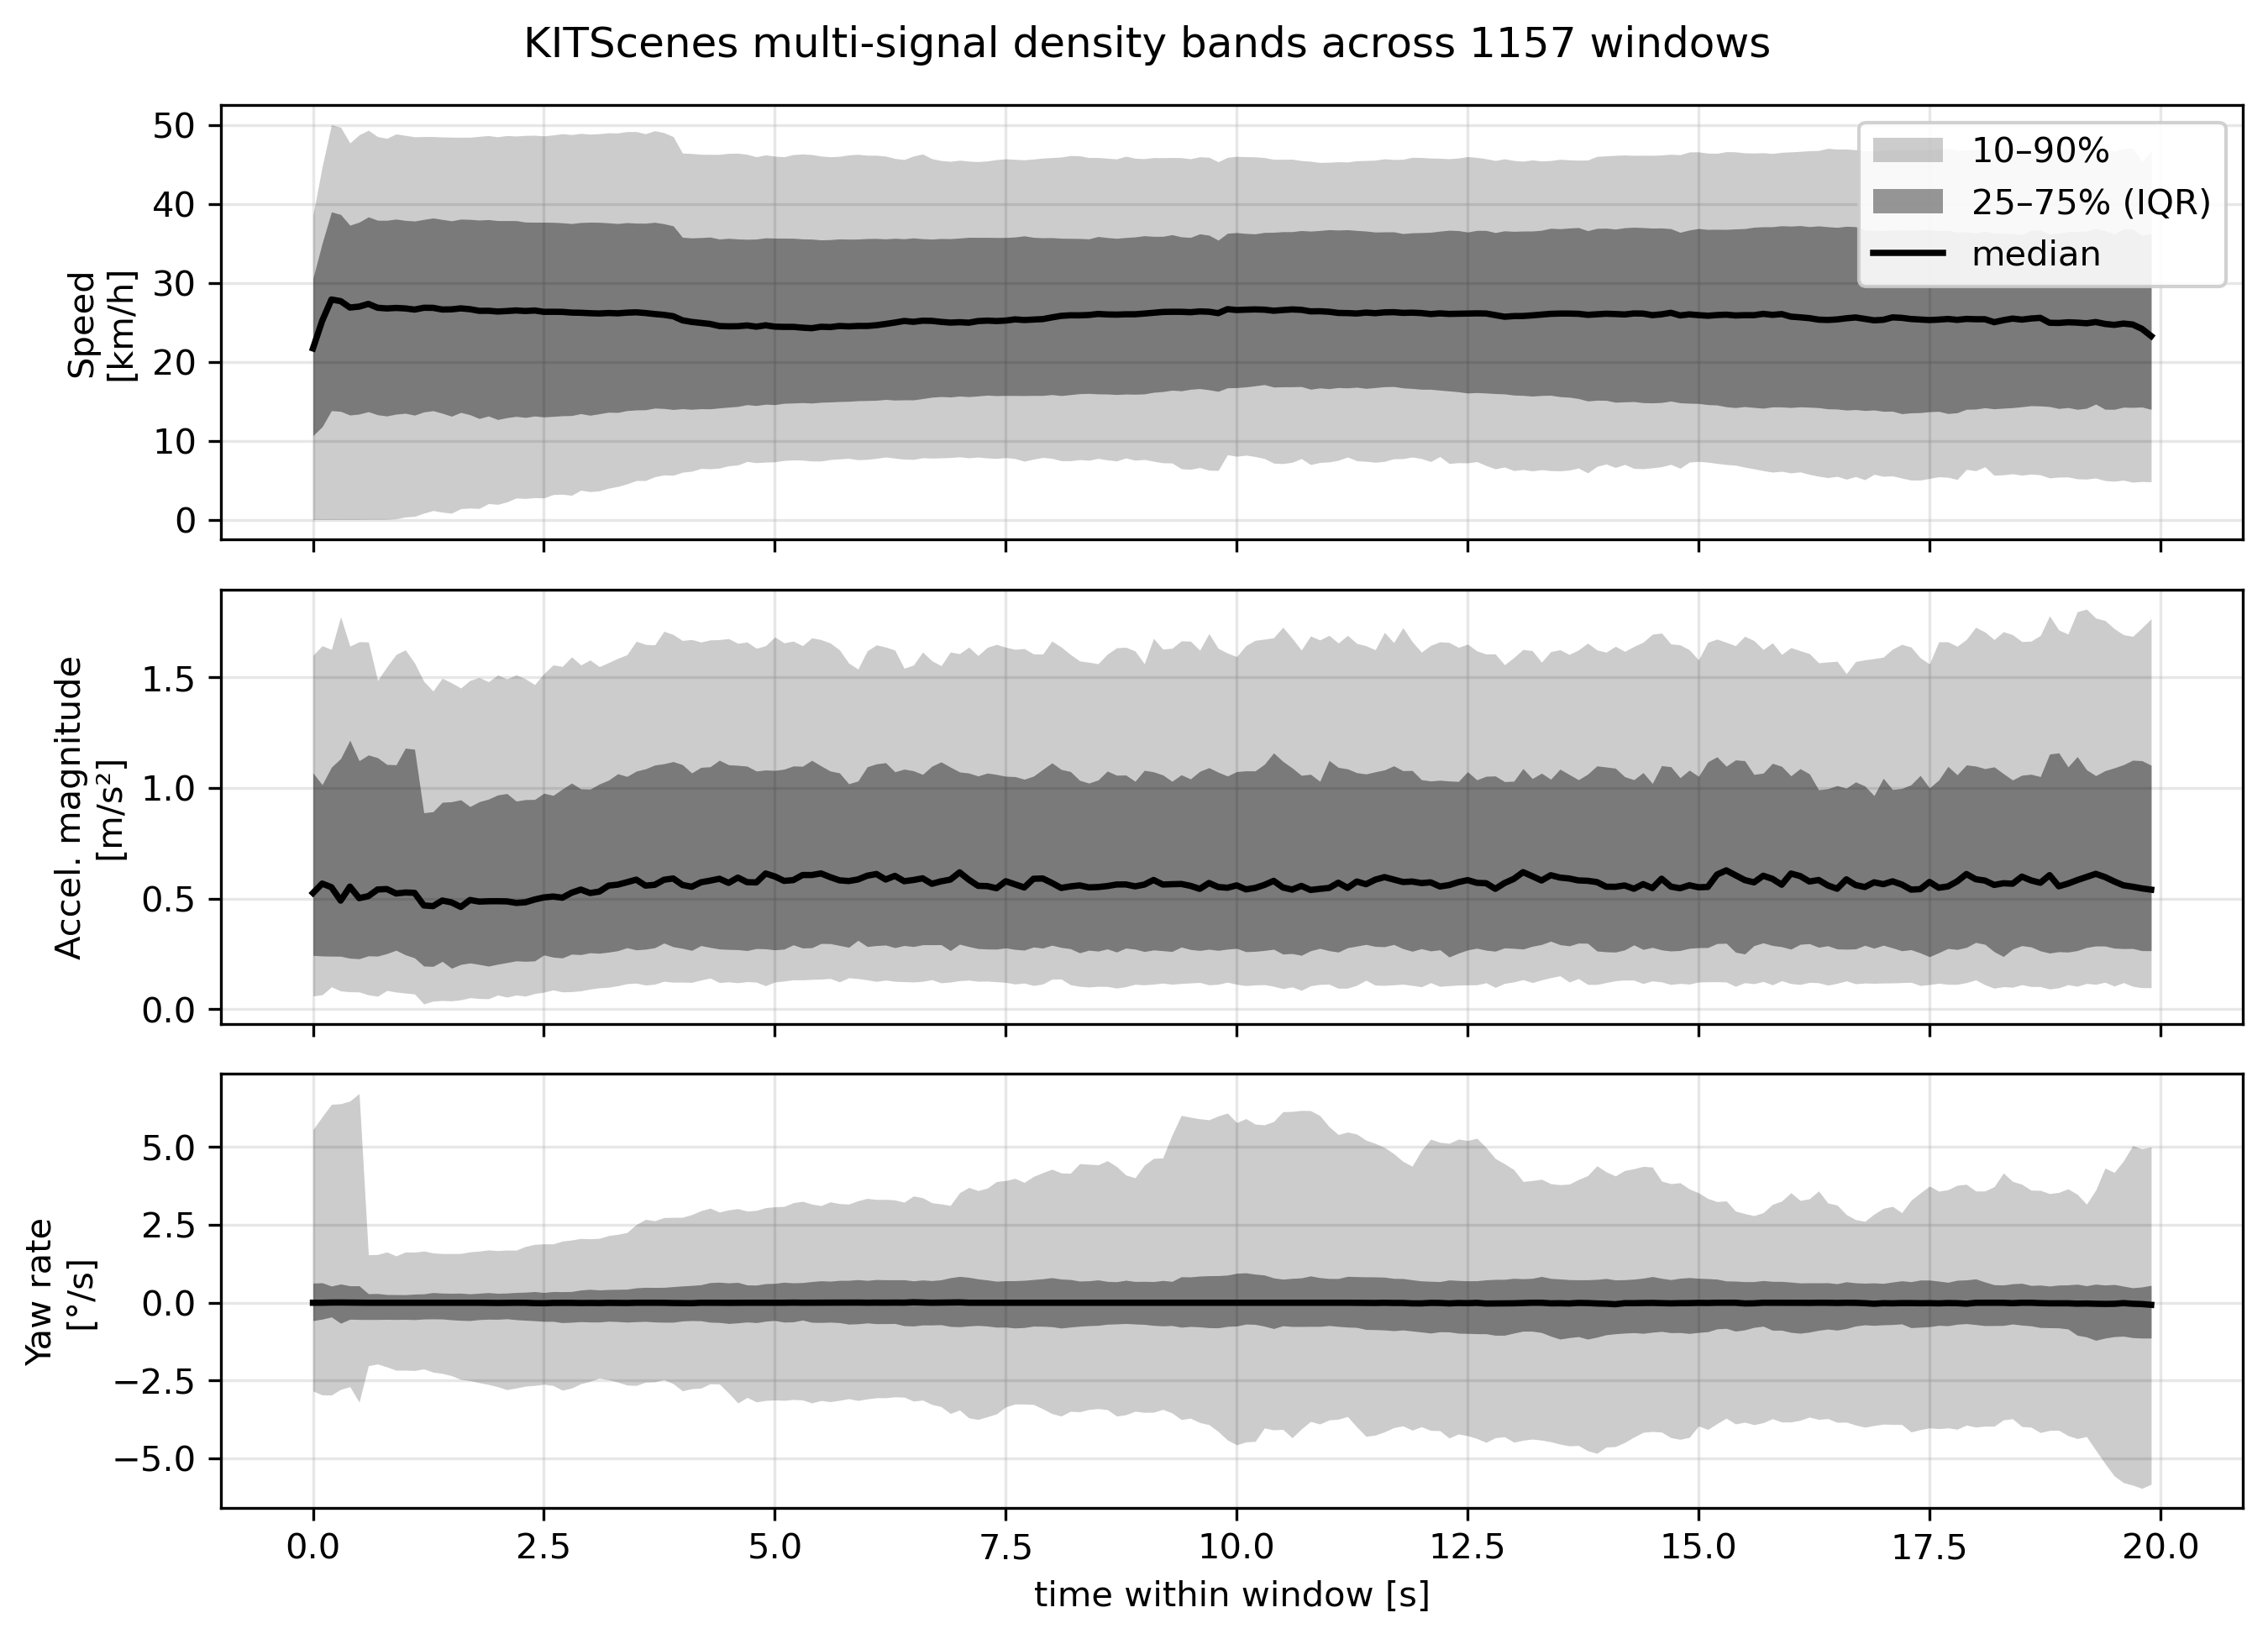 KITScenes multi-signal density bands across 1157 windows
Speed
[km/h]
50
40
30
20
10
0
10–90%
25–75% (IQR)
median
Accel. magnitude
[m/s²]
1.5
1.0
0.5
0.0
Yaw rate
[°/s]
5.0
2.5
0.0
−2.5
−5.0
0.0 2.5 5.0 7.5 10.0 12.5 15.0 17.5 20.0
time within window [s]